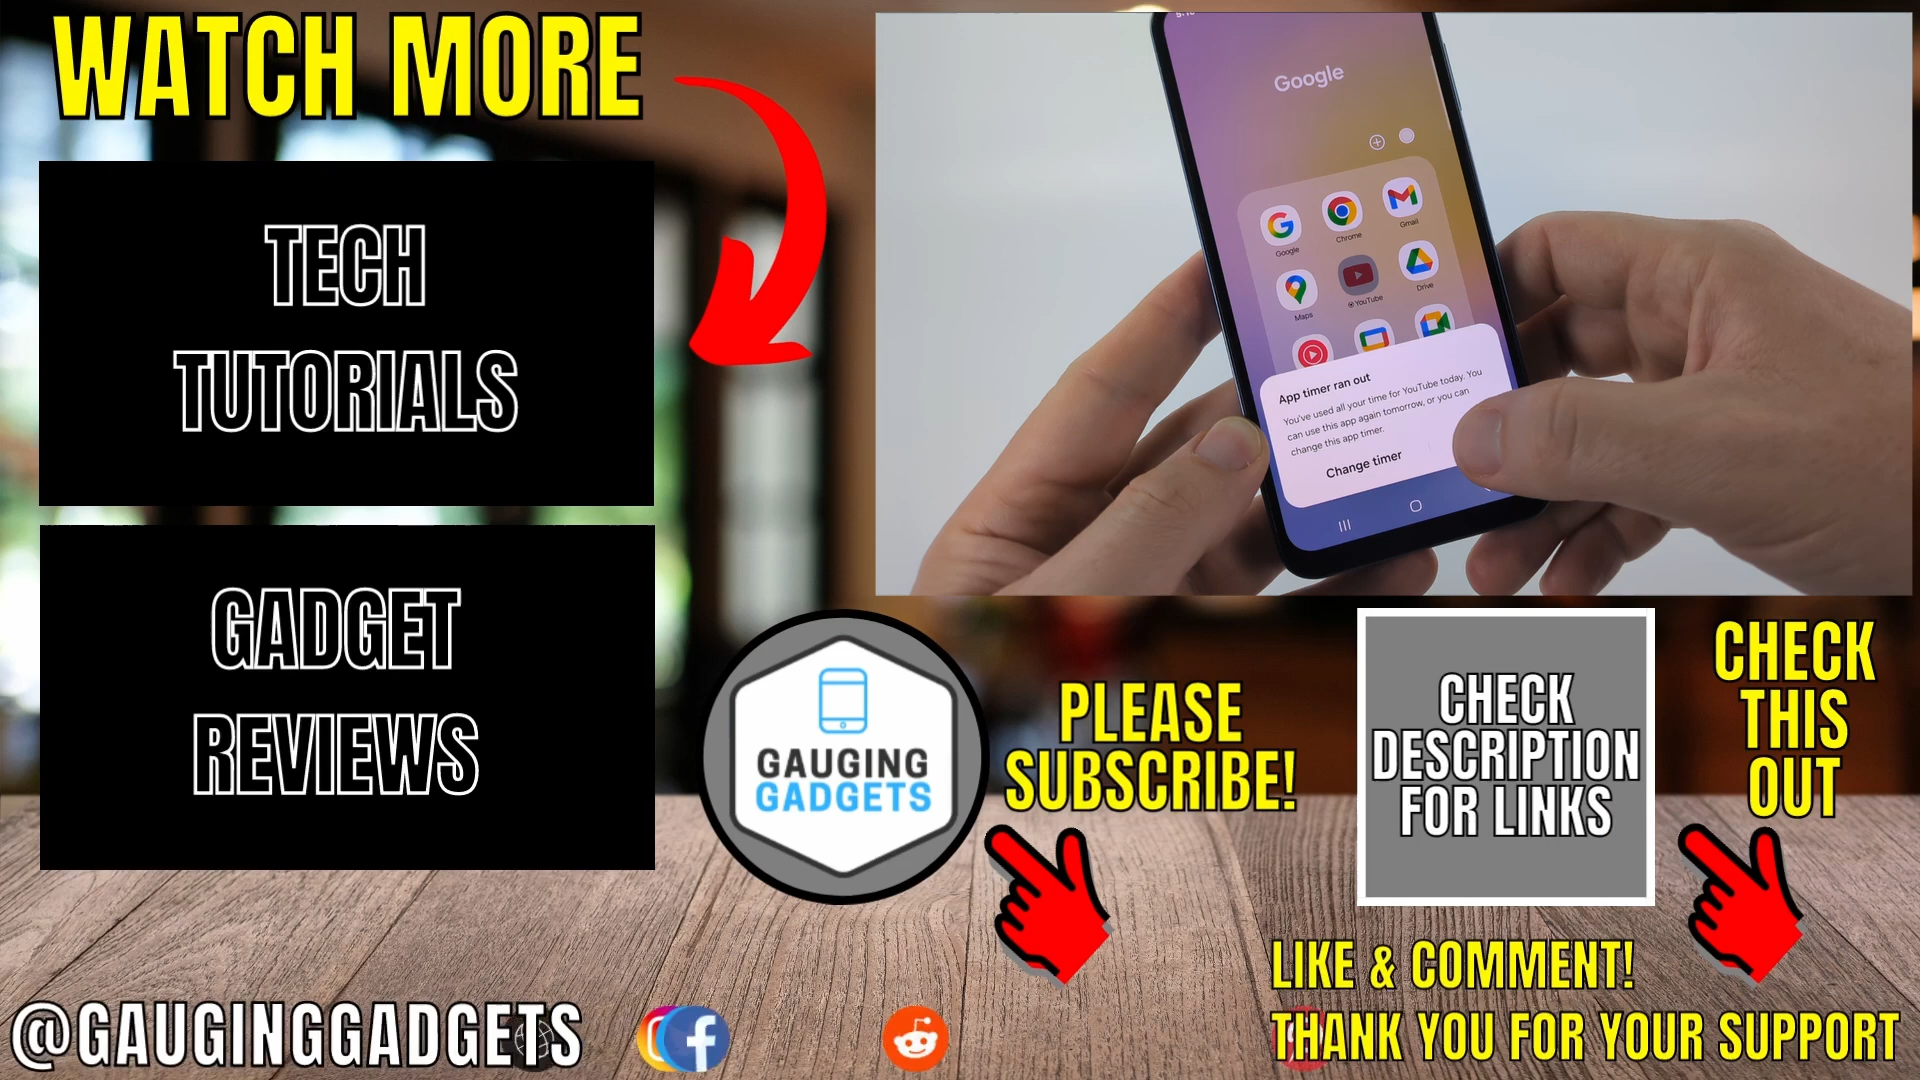 WATCH MORE
TECH
TUTORIALS
GADGET
REVIEWS
Google
Google
Chrome
Gmail
Maps
YouTube
Drive
App timer ran out
You've used all your time for YouTube today. You
can use this app again tomorrow, or you can
change this app timer.
Change timer
GAUGING
GADGETS
PLEASE
SUBSCRIBE!
CHECK
DESCRIPTION
FOR LINKS
CHECK
THIS
OUT
LIKE & COMMENT!
THANK YOU FOR YOUR SUPPORT
@GAUGINGGADGETS